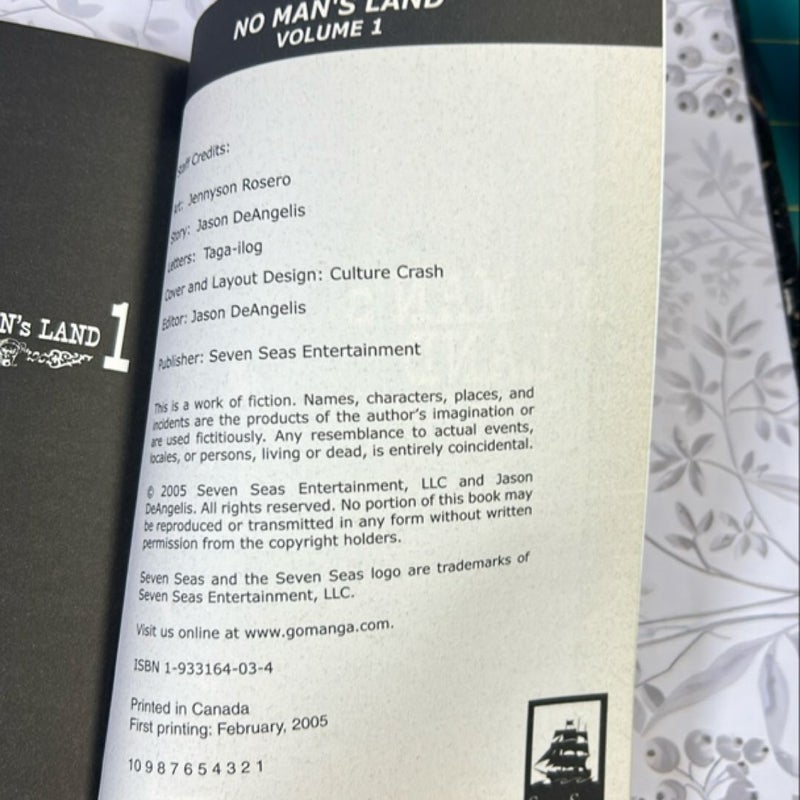 N's LAND 1
NO MAN'S LAND
VOLUME 1
Staff Credits:
Art: Jennyson Rosero
Story: Jason DeAngelis
Letters: Taga-ilog
Cover and Layout Design: Culture Crash
Editor: Jason DeAngelis
Publisher: Seven Seas Entertainment
This is a work of fiction. Names, characters, places, and
incidents are the products of the author's imagination or
are used fictitiously. Any resemblance to actual events,
locales, or persons, living or dead, is entirely coincidental.
© 2005 Seven Seas Entertainment, LLC and Jason
DeAngelis. All rights reserved. No portion of this book may
be reproduced or transmitted in any form without written
permission from the copyright holders.
Seven Seas and the Seven Seas logo are trademarks of
Seven Seas Entertainment, LLC.
Visit us online at www.gomanga.com.
ISBN 1-933164-03-4
Printed in Canada
First printing: February, 2005
10 9 8 7 6 5 4 3 2 1